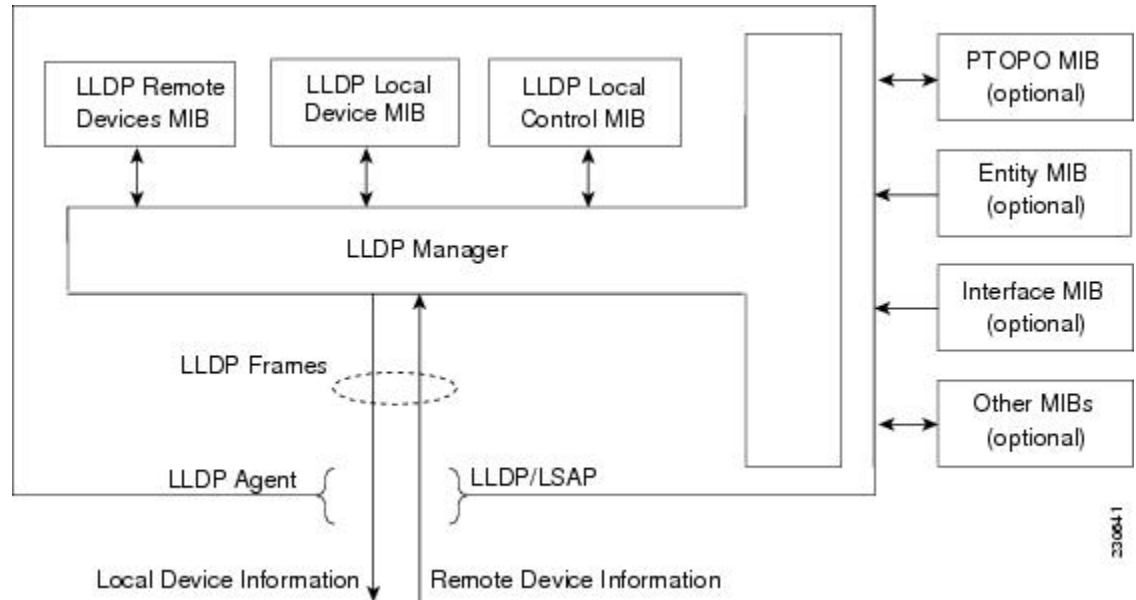 LLDP Remote
Devices MIB
LLDP Local
Device MIB
LLDP Local
Control MIB
PTOPO MIB
(optional)
Entity MIB
(optional)
LLDP Manager
Interface MIB
(optional)
LLDP Frames
Other MIBs
(optional)
LLDP Agent
LLDP/LSAP
230641
Local Device Information
Remote Device Information